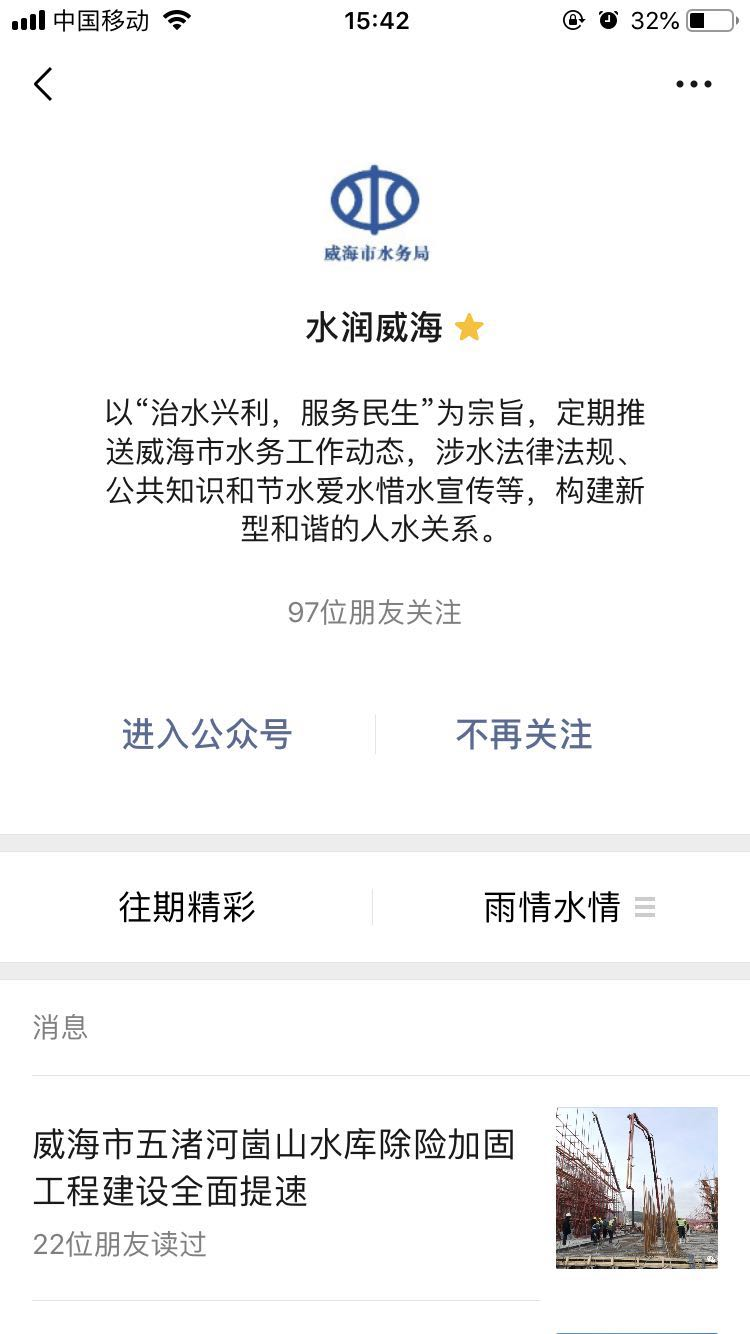 中国移动
15:42
32%
威海市水务局
水润威海
以“治水兴利，服务民生”为宗旨，定期推
送威海市水务工作动态，涉水法律法规、
公共知识和节水爱水惜水宣传等，构建新
型和谐的人水关系。
97位朋友关注
进入公众号
不再关注
往期精彩
雨情水情
消息
威海市五渚河崮山水库除险加固
工程建设全面提速
22位朋友读过